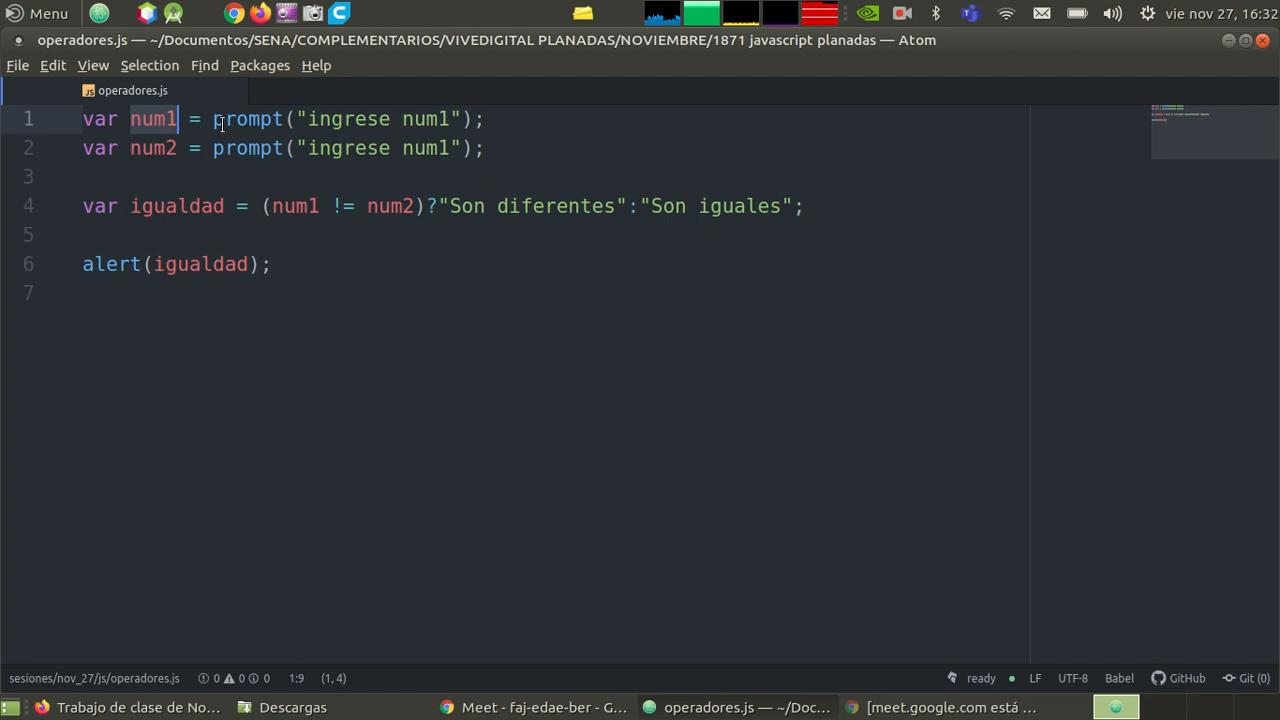 Menu
vie nov 27, 16:32
operadores.js — ~/Documentos/SENA/COMPLEMENTARIOS/VIVEDIGITAL PLANADAS/NOVIEMBRE/1871 javascript planadas — Atom
File Edit View Selection Find Packages Help
operadores.js
1 var num1 = prompt("ingrese num1");
2 var num2 = prompt("ingrese num1");
3
4 var igualdad = (num1 != num2)?"Son diferentes":"Son iguales";
5
6 alert(igualdad);
7
sesiones/nov_27/js/operadores.js 0 0 0 1:9 (1, 4) ready LF UTF-8 Babel GitHub Git (0)
Trabajo de clase de No... Descargas Meet - faj-edae-ber - G... operadores.js — ~/Doc... [meet.google.com está ...